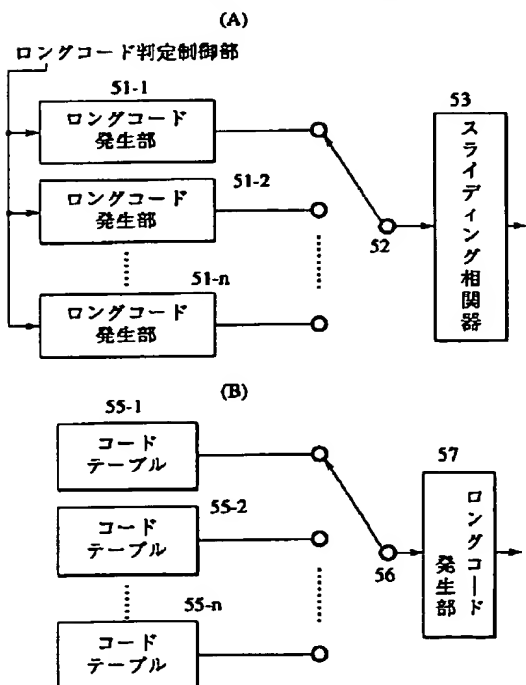 (A)
ロングコード判定制御部
51-1
ロングコード
発生部
51-2
ロングコード
発生部
51-n
ロングコード
発生部
52
53
スライディング相関器
(B)
55-1
コード
テーブル
55-2
コード
テーブル
55-n
コード
テーブル
56
57
ロングコード
発生部